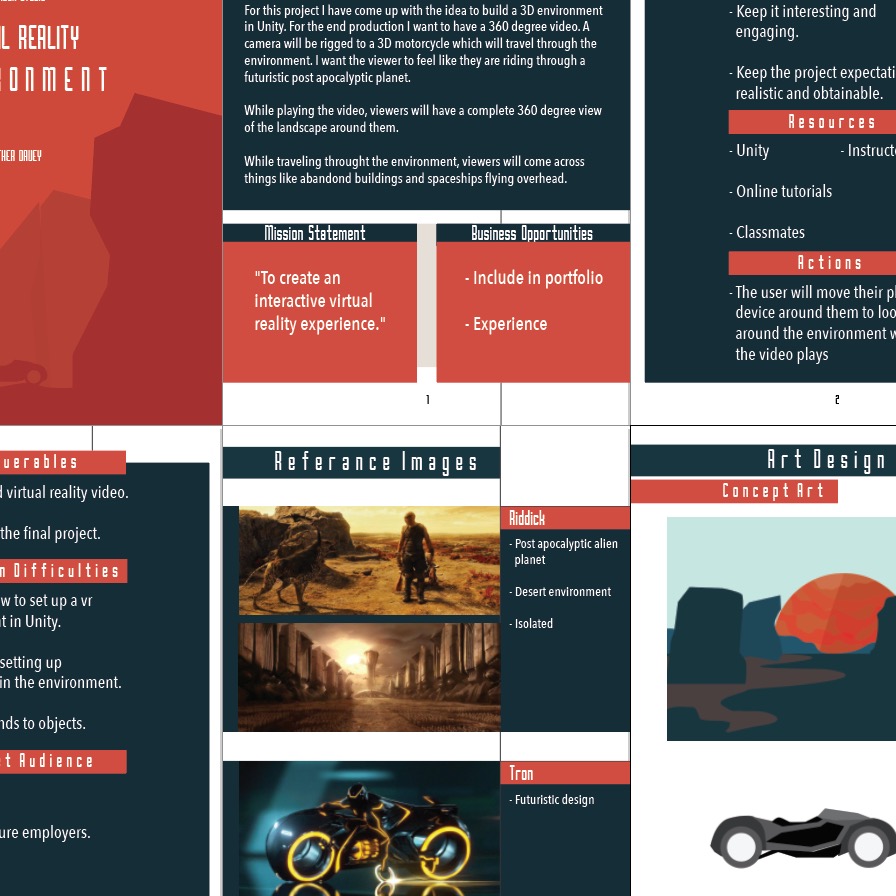 L REALITY
RONMENT
For this project I have come up with the idea to build a 3D environment
in Unity. For the end production I want to have a 360 degree video. A
camera will be rigged to a 3D motorcycle which will travel through the
environment. I want the viewer to feel like they are riding through a
futuristic post apocalyptic planet.
While playing the video, viewers will have a complete 360 degree view
of the landscape around them.
While traveling throught the environment, viewers will come across
things like abandond buildings and spaceships flying overhead.
Mission Statement
"To create an
interactive virtual
reality experience."
Business Opportunities
- Include in portfolio
- Experience
1
- Keep it interesting and
engaging.
- Keep the project expectati
realistic and obtainable.
Resources
- Unity
- Instruct
- Online tutorials
- Classmates
Actions
- The user will move their pl
device around them to loo
around the environment w
the video plays
2
verables
d virtual reality video.
the final project.
n Difficulties
w to set up a vr
t in Unity.
setting up
in the environment.
nds to objects.
t Audience
ure employers.
Referance Images
Riddick
- Post apocalyptic alien
planet
- Desert environment
- Isolated
Tron
- Futuristic design
Art Design
Concept Art